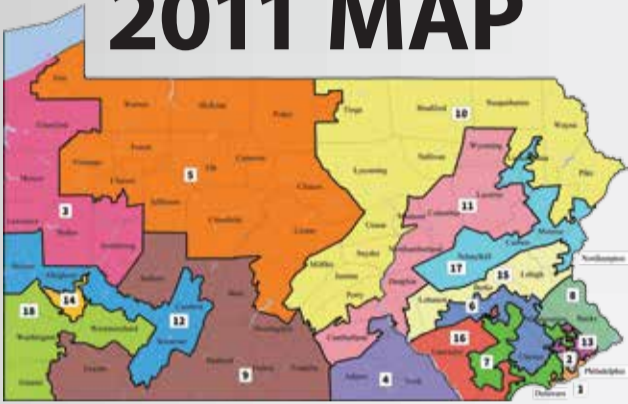 2011 MAP
Erie
Warren
McKean
Potter
Tioga
Bradford
10
Susquehanna
Wayne
Crawford
Forest
Elk
Cameron
5
Sullivan
Wyoming
Pike
Venango
Clarion
Clinton
Lycoming
Mercer
3
Jefferson
Clearfield
Centre
Union
Columbia
11
Luzerne
Monroe
Lawrence
Butler
Armstrong
Snyder
Northumberland
Carbon
Mifflin
Juniata
Schuylkill
17
Northampton
Beaver
Allegheny
Indiana
Blair
Perry
Dauphin
15
Lehigh
14
Cambria
Huntingdon
Lebanon
Berks
6
8
18
Westmoreland
12
Cumberland
Bucks
Washington
Somerset
16
13
Lancaster
7
Chester
2
Fayette
Bedford
Fulton
Franklin
Adams
York
Philadelphia
Greene
9
4
Delaware
1